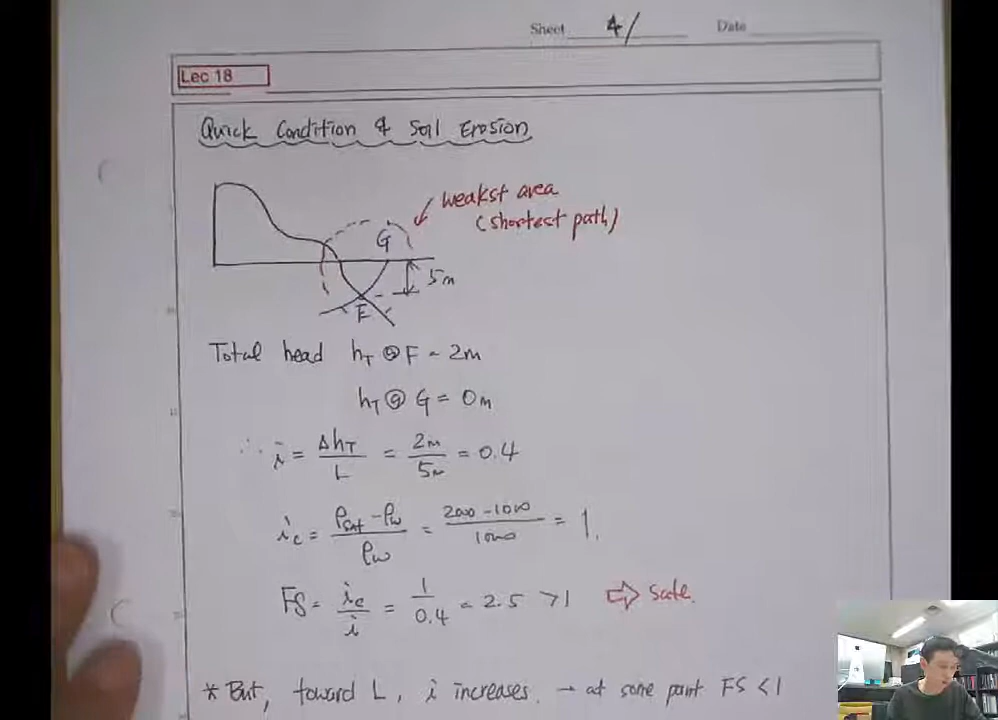 Sheet 4/ Date
Lec 18
Quick Condition & Soil Erosion
weakst area
(shortest path)
G
5m
F
Total head hT @ F = 2m
hT @ G = 0m
∴ i = ΔhT / L = 2m / 5m = 0.4
ic = ρsat - ρw / ρw = 2000 - 1000 / 1000 = 1.
FS = ic / i = 1 / 0.4 = 2.5 > 1 ⇒ safe.
* But, toward L, i increases. → at some point FS < 1